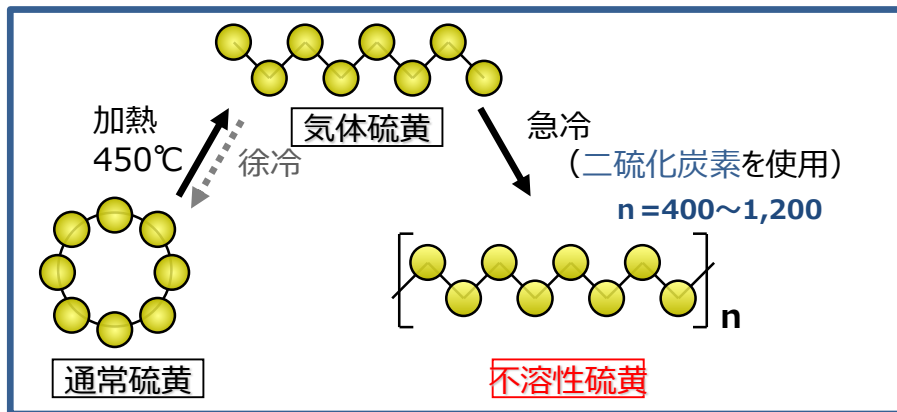 気体硫黄
加熱
450℃
徐冷
急冷
（二硫化炭素を使用）
n＝400～1,200
n
通常硫黄
不溶性硫黄